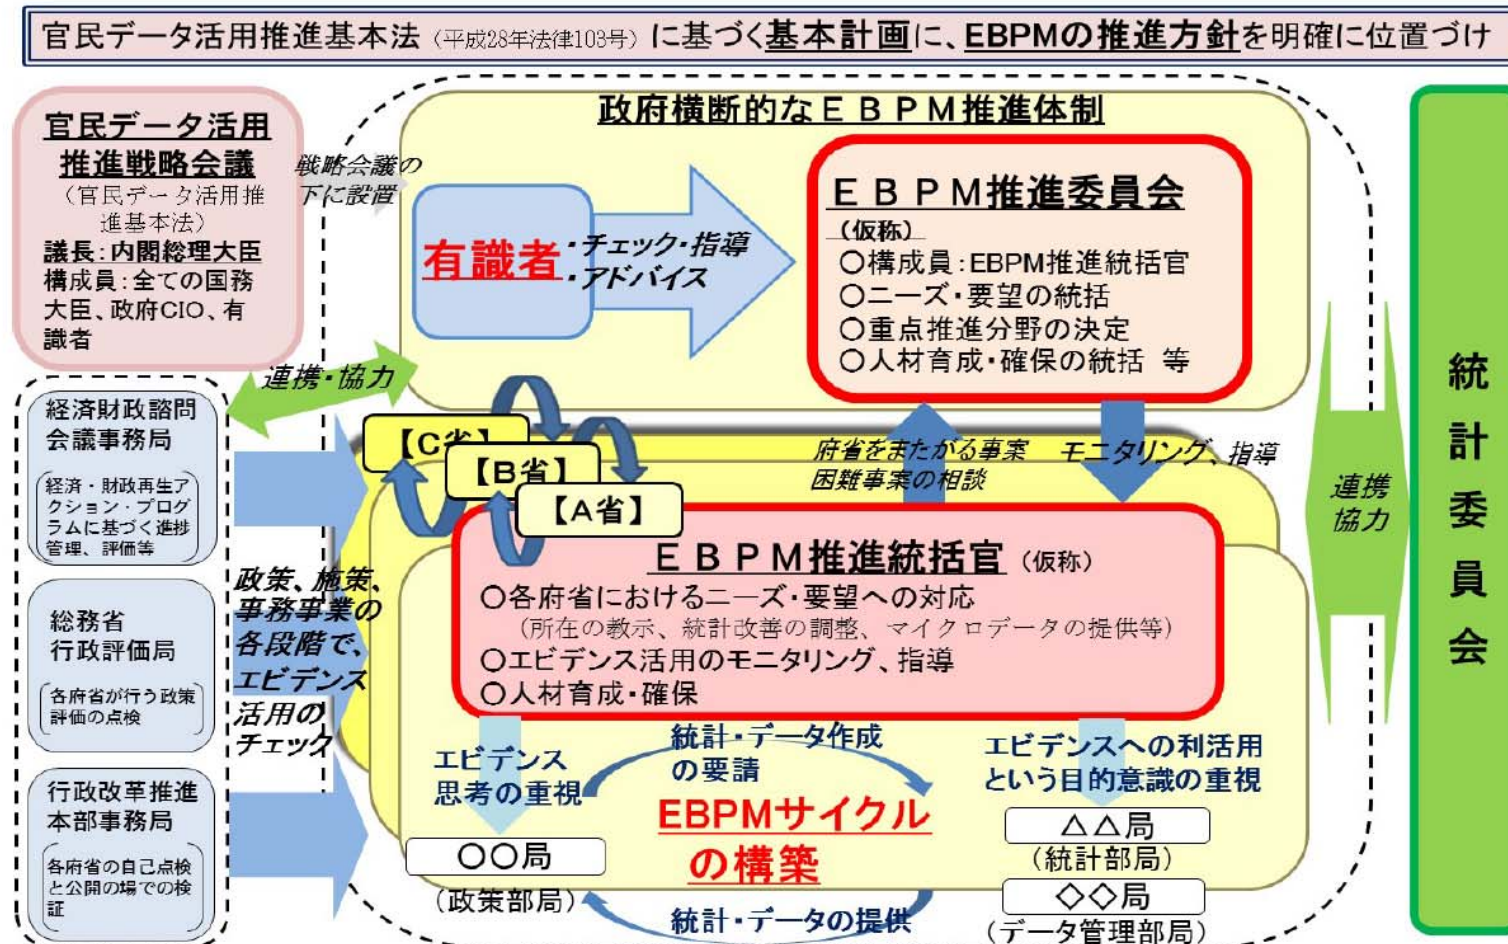 官民データ活用推進基本法（平成28年法律103号）に基づく基本計画に、EBPMの推進方針を明確に位置づけ
官民データ活用
推進戦略会議
（官民データ活用推
進基本法）
議長：内閣総理大臣
構成員：全ての国務
大臣、政府CIO、有
識者
戦略会議の
下に設置
政府横断的なＥＢＰＭ推進体制
有識者
・チェック・指導
・アドバイス
ＥＢＰＭ推進委員会
（仮称）
○構成員：EBPM推進統括官
○ニーズ・要望の統括
○重点推進分野の決定
○人材育成・確保の統括 等
連携・協力
経済財政諮問
会議事務局
経済・財政再生ア
クション・プログ
ラムに基づく進捗
管理、評価等
総務省
行政評価局
各府省が行う政策
評価の点検
行政改革推進
本部事務局
各府省の自己点検
と公開の場での検
証
政策、施策、
事務事業の
各段階で、
エビデンス
活用の
チェック
【C省】
【B省】
【A省】
府省をまたがる事案
困難事案の相談
モニタリング、指導
ＥＢＰＭ推進統括官（仮称）
○各府省におけるニーズ・要望への対応
（所在の教示、統計改善の調整、マイクロデータの提供等）
○エビデンス活用のモニタリング、指導
○人材育成・確保
エビデンス
思考の重視
統計・データ作成
の要請
エビデンスへの利活用
という目的意識の重視
EBPMサイクル
の構築
○○局
（政策部局）
統計・データの提供
△△局
（統計部局）
◇◇局
（データ管理部局）
連携
協力
統計委員会